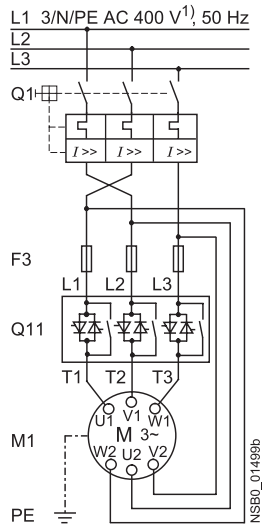 L1 3/N/PE AC 400 V1), 50 Hz
L2
L3
Q1
I >> I >> I >>
F3
L1 L2 L3
Q11
T1 T2 T3
U1 V1 W1
M1 M 3~
W2 U2 V2
PE
NSB0_01499b